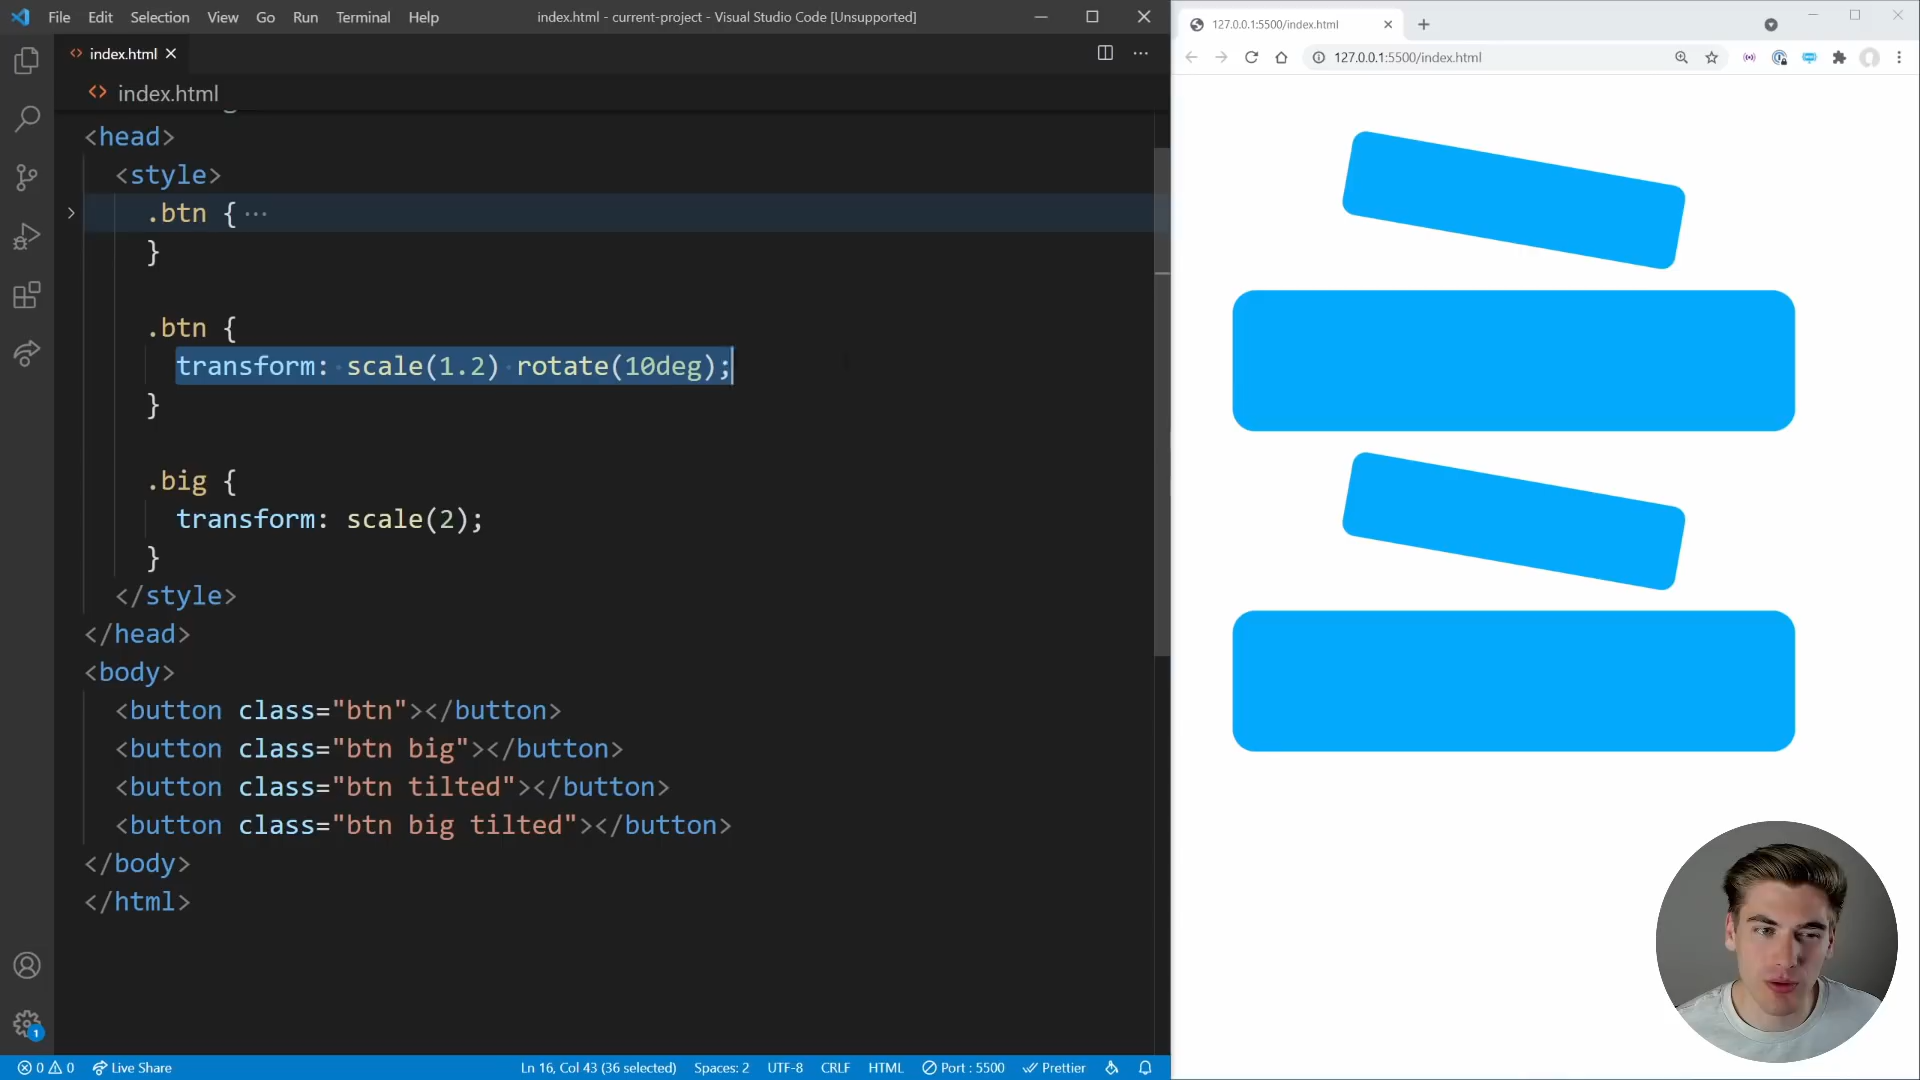 File Edit Selection View Go Run Terminal Help
index.html - current-project - Visual Studio Code [Unsupported]
index.html
index.html
<head>
<style>
.btn { ···
}
.btn {
transform: scale(1.2) rotate(10deg);
}
.big {
transform: scale(2);
}
</style>
</head>
<body>
<button class="btn"></button>
<button class="btn big"></button>
<button class="btn tilted"></button>
<button class="btn big tilted"></button>
</body>
</html>
1
0 0 Live Share
Ln 16, Col 43 (36 selected) Spaces: 2 UTF-8 CRLF HTML Port : 5500 Prettier
127.0.0.1:5500/index.html
127.0.0.1:5500/index.html